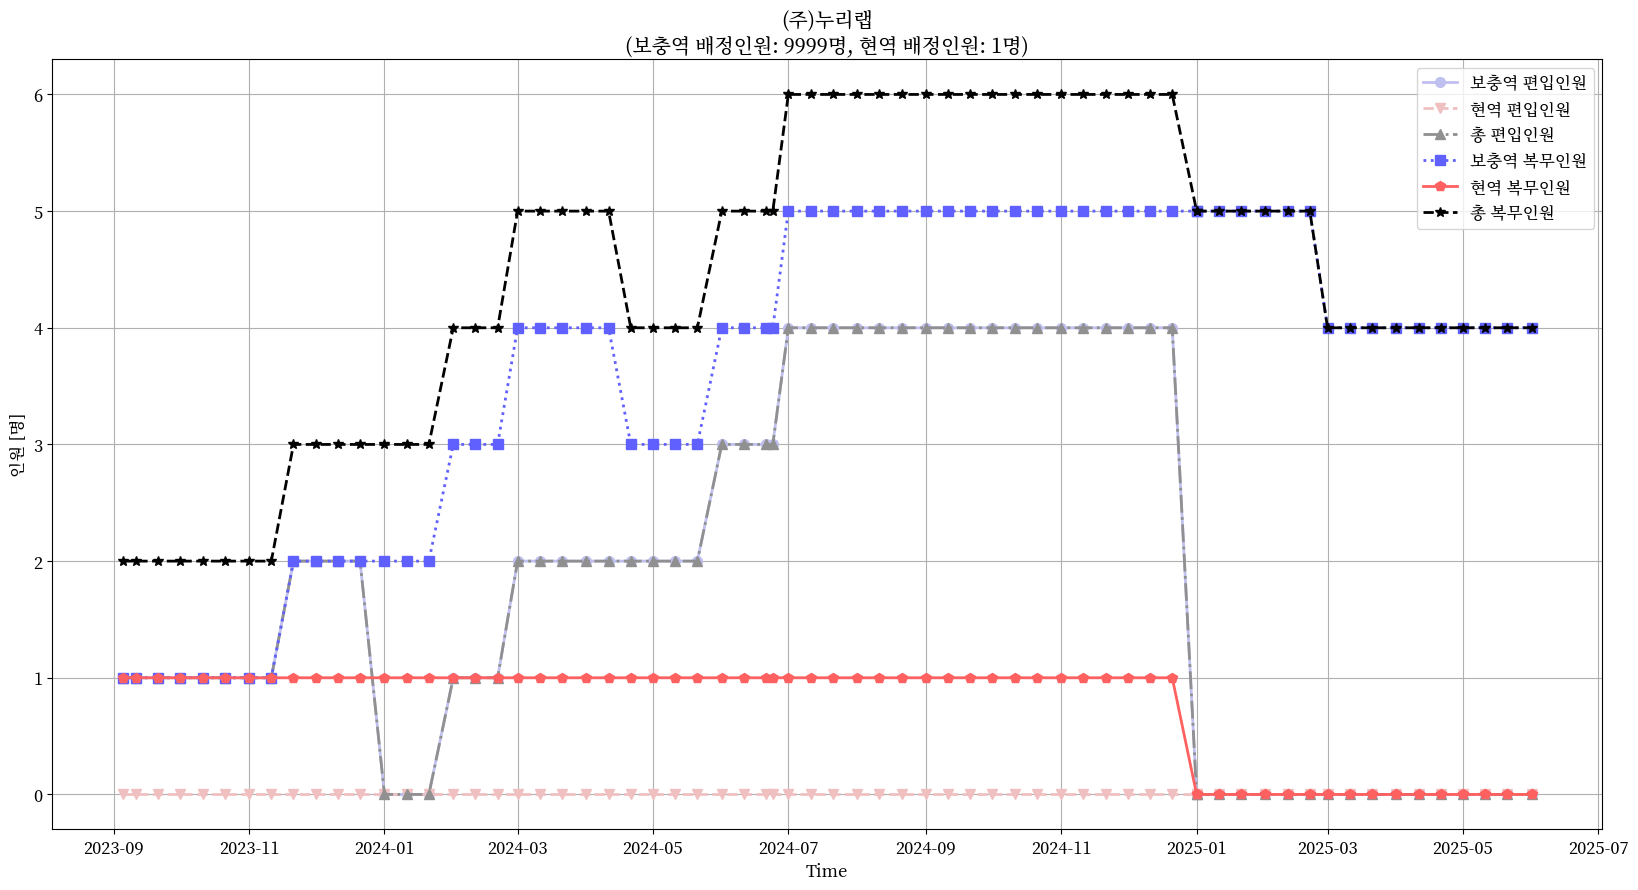 (주)누리랩
(보충역 배정인원: 9999명, 현역 배정인원: 1명)
보충역 편입인원
현역 편입인원
총 편입인원
보충역 복무인원
현역 복무인원
총 복무인원
인원 [명]
6
5
4
3
2
1
0
2023-09
2023-11
2024-01
2024-03
2024-05
2024-07
2024-09
2024-11
2025-01
2025-03
2025-05
2025-07
Time